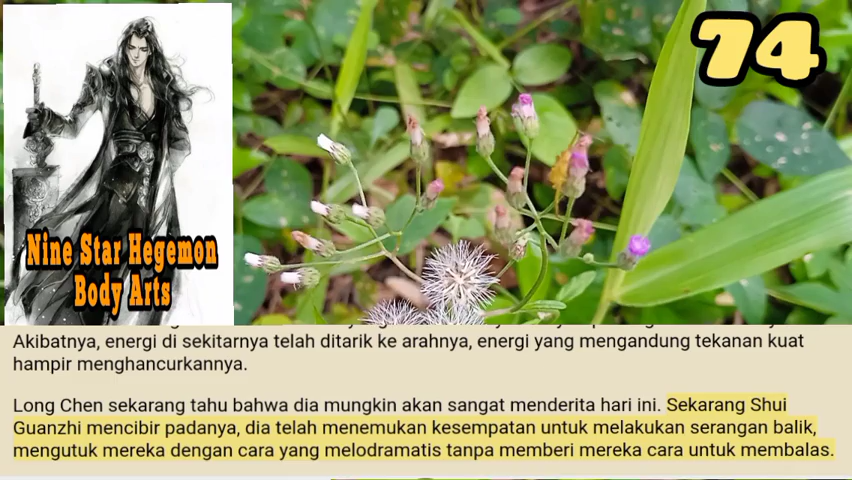 74
Nine Star Hegemon
Body Arts
Akibatnya, energi di sekitarnya telah ditarik ke arahnya, energi yang mengandung tekanan kuat
hampir menghancurkannya.
Long Chen sekarang tahu bahwa dia mungkin akan sangat menderita hari ini. Sekarang Shui
Guanzhi mencibir padanya, dia telah menemukan kesempatan untuk melakukan serangan balik,
mengutuk mereka dengan cara yang melodramatis tanpa memberi mereka cara untuk membalas.